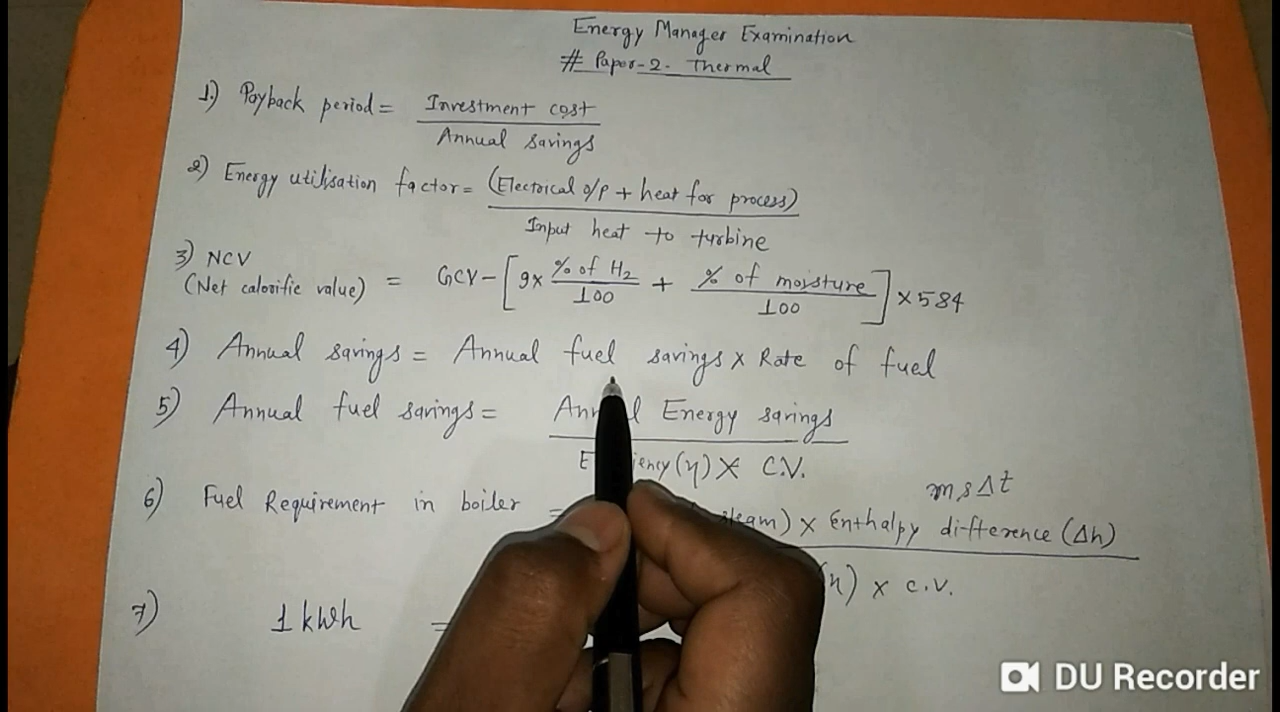 Energy Manager Examination
# Paper-2. Thermal
1.) Payback period = Investment cost
Annual savings
2) Energy utilisation factor = (Electrical o/p + heat for process)
Input heat to turbine
3) NCV
(Net calorific value) = GCV - [9x % of H2 / 100 + % of moisture / 100] x 584
4) Annual savings = Annual fuel savings x Rate of fuel
5) Annual fuel savings = Energy savings
(η) x C.V.
msΔt
6) Fuel Requirement in boiler = x Enthalpy difference (Δh)
x C.V.
7) 1 kWh =
DU Recorder